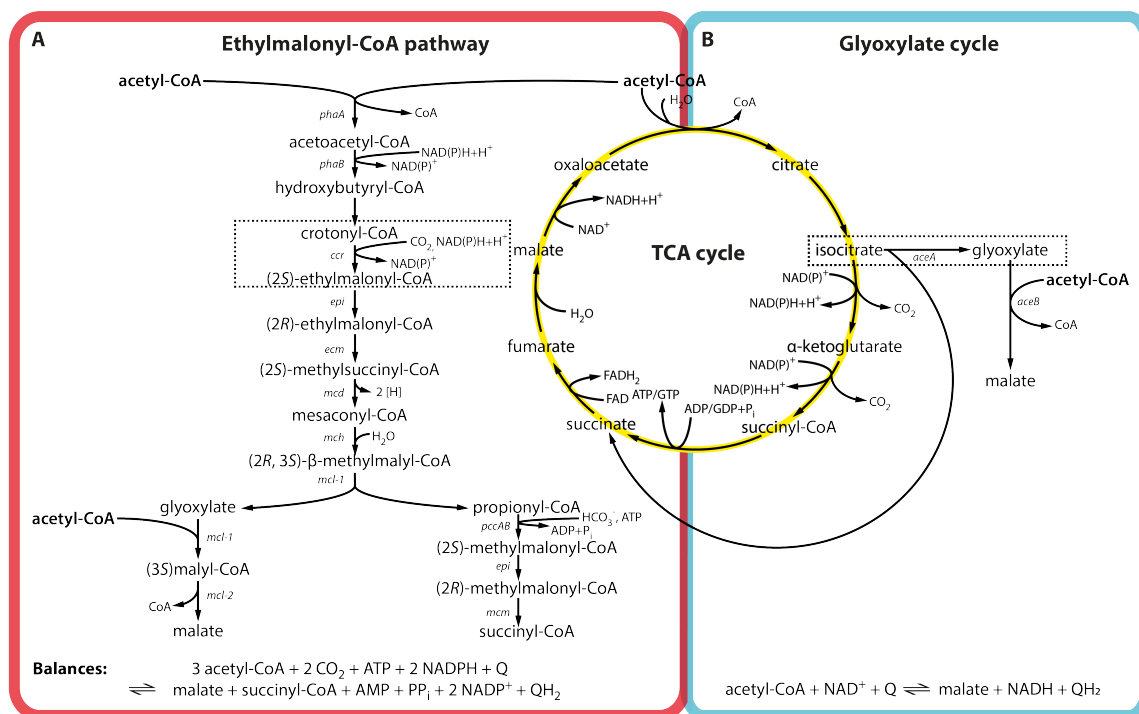 A
Ethylmalonyl-CoA pathway
acetyl-CoA
phaA
CoA
acetoacetyl-CoA
phaB
NAD(P)H+H⁺
NAD(P)⁺
hydroxybutyryl-CoA
crotonyl-CoA
ccr
CO₂, NAD(P)H+H⁺
NAD(P)⁺
(2S)-ethylmalonyl-CoA
epi
(2R)-ethylmalonyl-CoA
ecm
(2S)-methylsuccinyl-CoA
mcd
2 [H]
mesaconyl-CoA
mch
H₂O
(2R, 3S)-β-methylmalyl-CoA
mcl-1
glyoxylate
acetyl-CoA
mcl-1
(3S)malyl-CoA
mcl-2
CoA
malate
propionyl-CoA
pccAB
HCO₃⁻, ATP
ADP+Pᵢ
(2S)-methylmalonyl-CoA
epi
(2R)-methylmalonyl-CoA
mcm
succinyl-CoA
Balances:
3 acetyl-CoA + 2 CO₂ + ATP + 2 NADPH + Q
⇌ malate + succinyl-CoA + AMP + PPᵢ + 2 NADP⁺ + QH₂
acetyl-CoA
H₂O
CoA
oxaloacetate
citrate
NADH+H⁺
NAD⁺
malate
TCA cycle
H₂O
fumarate
FADH₂
FAD
ATP/GTP
ADP/GDP+Pᵢ
succinate
succinyl-CoA
NAD(P)⁺
NAD(P)H+H⁺
CO₂
α-ketoglutarate
NAD(P)⁺
NAD(P)H+H⁺
CO₂
B
Glyoxylate cycle
isocitrate
aceA
glyoxylate
acetyl-CoA
aceB
CoA
malate
acetyl-CoA + NAD⁺ + Q ⇌ malate + NADH + QH₂